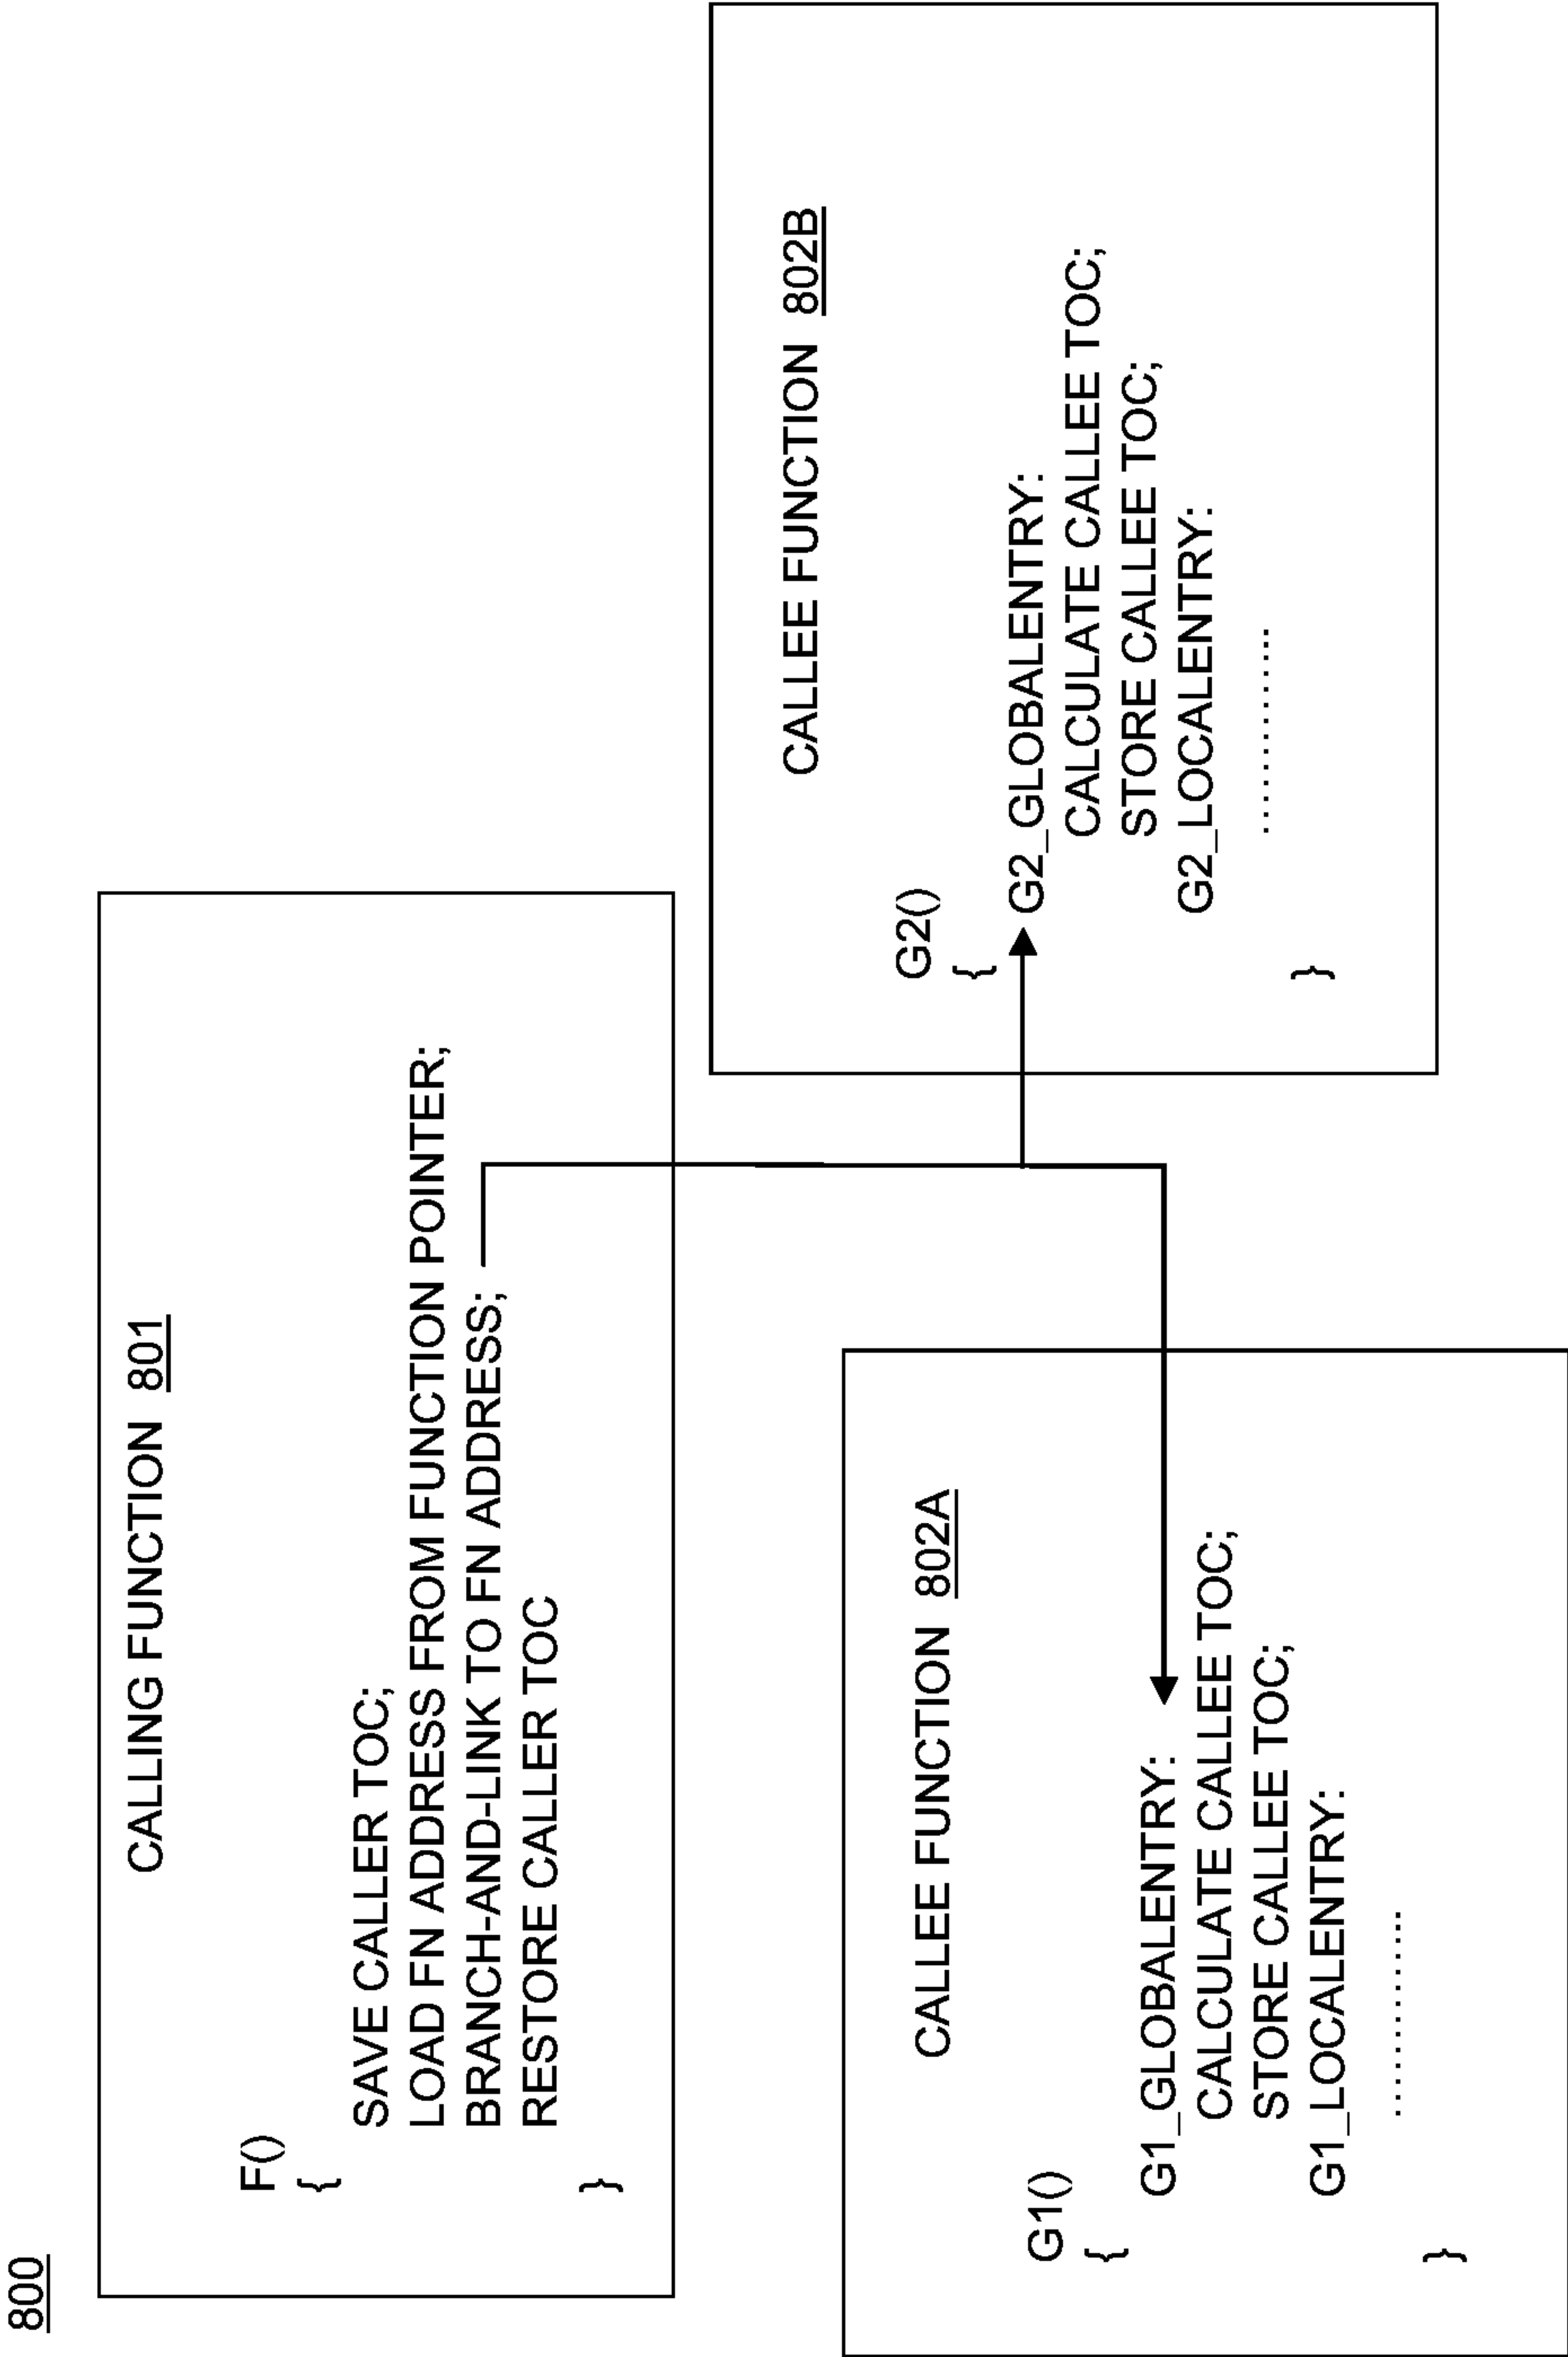 800
CALLING FUNCTION 801
F()
{
SAVE CALLER TOC;
LOAD FN ADDRESS FROM FUNCTION POINTER;
BRANCH-AND-LINK TO FN ADDRESS;
RESTORE CALLER TOC
}
CALLEE FUNCTION 802A
G1()
{
G1_GLOBALENTRY:
CALCULATE CALLEE TOC;
STORE CALLEE TOC;
G1_LOCALENTRY:
..............
}
CALLEE FUNCTION 802B
G2()
{
G2_GLOBALENTRY:
CALCULATE CALLEE TOC;
STORE CALLEE TOC;
G2_LOCALENTRY:
..............
}